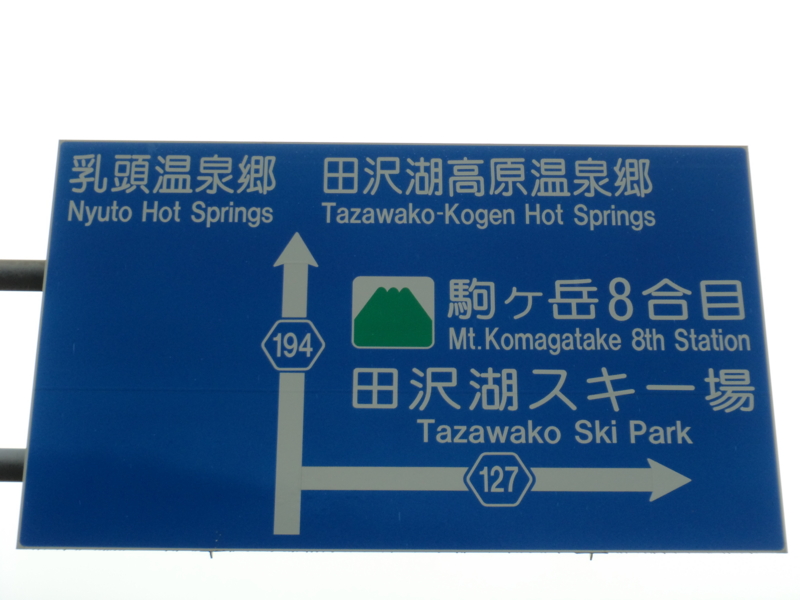 乳頭温泉郷
Nyuto Hot Springs
田沢湖高原温泉郷
Tazawako-Kogen Hot Springs
194
駒ヶ岳8合目
Mt.Komagatake 8th Station
田沢湖スキー場
Tazawako Ski Park
127